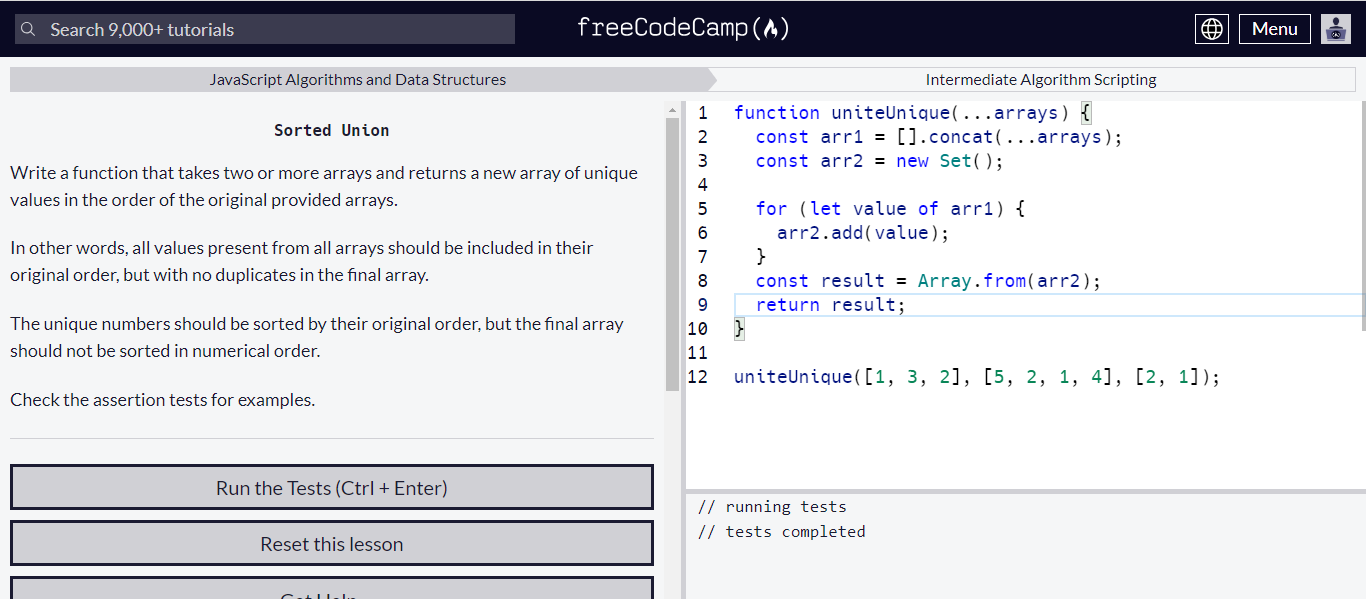 Search 9,000+ tutorials
freeCodeCamp(🔥)
Menu
JavaScript Algorithms and Data Structures
Intermediate Algorithm Scripting
Sorted Union
Write a function that takes two or more arrays and returns a new array of unique
values in the order of the original provided arrays.
In other words, all values present from all arrays should be included in their
original order, but with no duplicates in the final array.
The unique numbers should be sorted by their original order, but the final array
should not be sorted in numerical order.
Check the assertion tests for examples.
Run the Tests (Ctrl + Enter)
Reset this lesson
Get Help
1 function uniteUnique(...arrays) {
2   const arr1 = [].concat(...arrays);
3   const arr2 = new Set();
4
5   for (let value of arr1) {
6     arr2.add(value);
7   }
8   const result = Array.from(arr2);
9   return result;
10 }
11
12 uniteUnique([1, 3, 2], [5, 2, 1, 4], [2, 1]);
// running tests
// tests completed